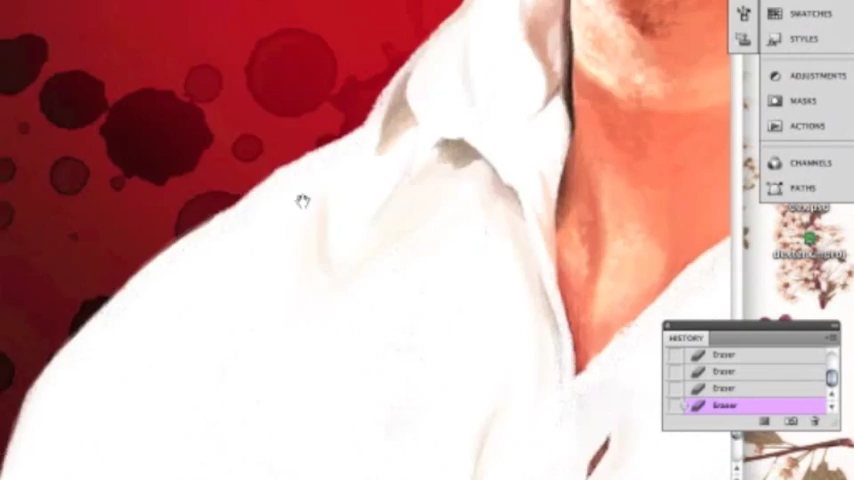 SWATCHES
STYLES
ADJUSTMENTS
MASKS
ACTIONS
CHANNELS
PATHS
HISTORY
Eraser
Eraser
Eraser
Eraser